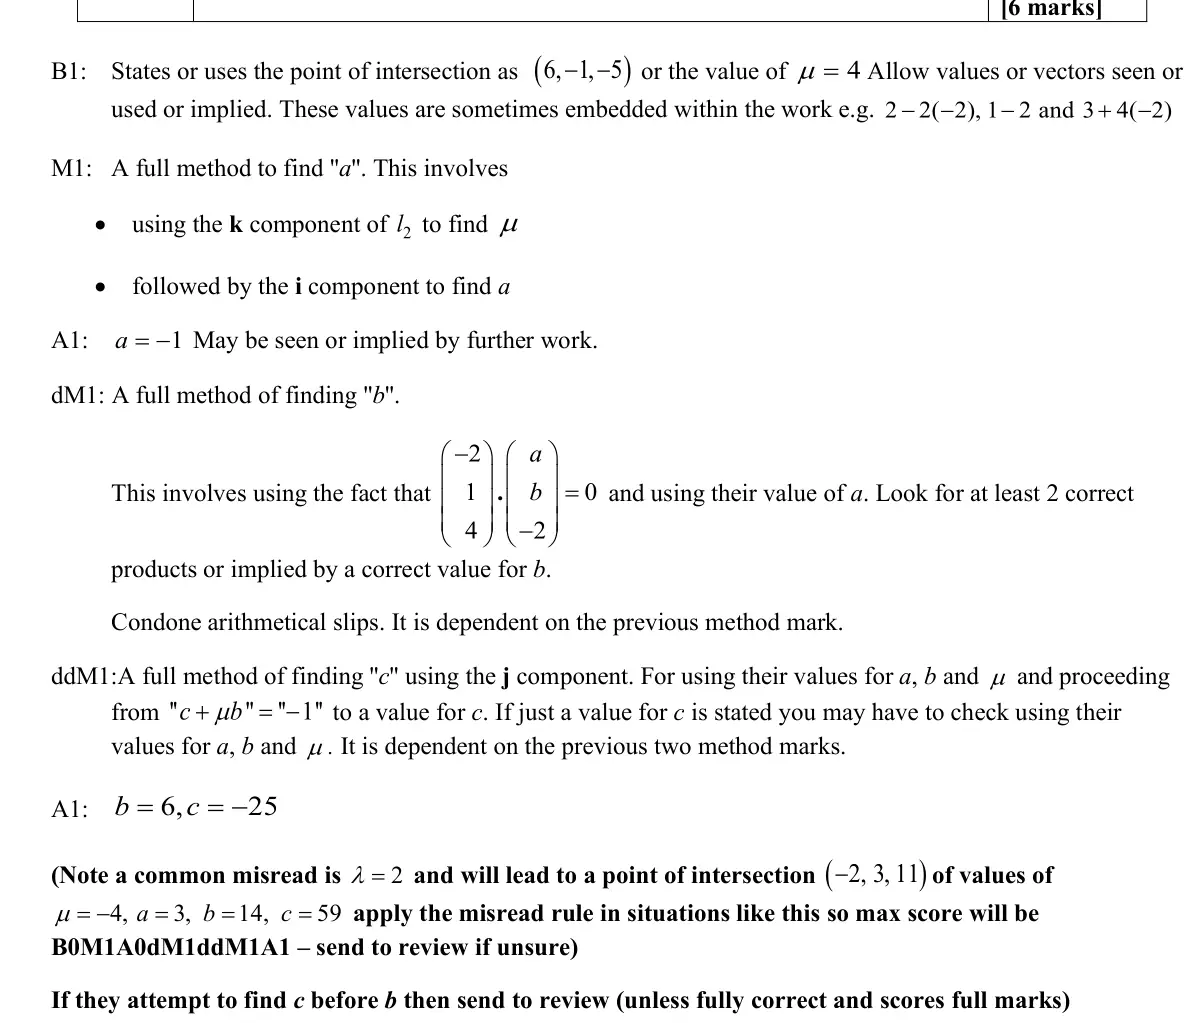 [6 marks]
B1: States or uses the point of intersection as (6,−1,−5) or the value of μ = 4 Allow values or vectors seen or
used or implied. These values are sometimes embedded within the work e.g. 2−2(−2), 1−2 and 3+4(−2)
M1: A full method to find "a". This involves
• using the k component of l₂ to find μ
• followed by the i component to find a
A1: a = −1 May be seen or implied by further work.
dM1: A full method of finding "b".
−2 a
This involves using the fact that ( 1 ) . ( b ) = 0 and using their value of a. Look for at least 2 correct
4 −2
products or implied by a correct value for b.
Condone arithmetical slips. It is dependent on the previous method mark.
ddM1:A full method of finding "c" using the j component. For using their values for a, b and μ and proceeding
from "c + μb" = "−1" to a value for c. If just a value for c is stated you may have to check using their
values for a, b and μ. It is dependent on the previous two method marks.
A1: b = 6, c = −25
(Note a common misread is λ = 2 and will lead to a point of intersection (−2, 3, 11) of values of
μ = −4, a = 3, b = 14, c = 59 apply the misread rule in situations like this so max score will be
B0M1A0dM1ddM1A1 – send to review if unsure)
If they attempt to find c before b then send to review (unless fully correct and scores full marks)